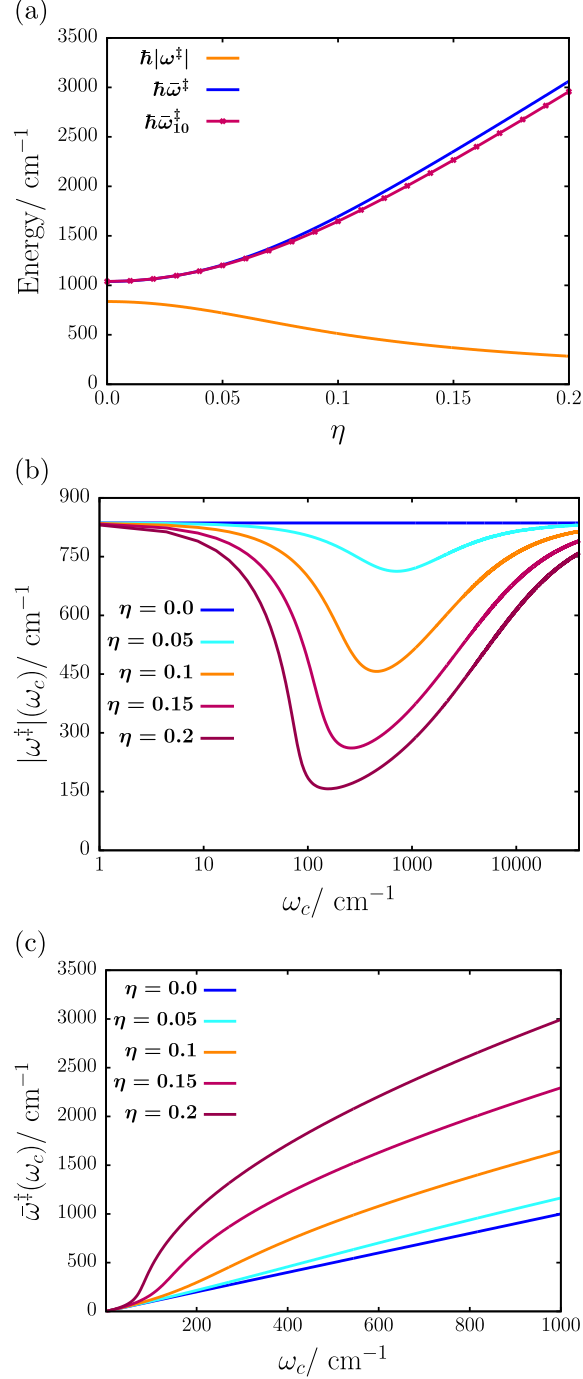 (a)
3500
3000
2500
2000
1500
1000
500
0
Energy/ cm⁻¹
ℏ|ω‡|
ℏω̄‡
ℏω̄‡₁₀
0.0 0.05 0.1 0.15 0.2
η
(b)
900
750
600
450
300
150
0
|ω‡|(ω_c)/ cm⁻¹
η = 0.0
η = 0.05
η = 0.1
η = 0.15
η = 0.2
1 10 100 1000 10000
ω_c/ cm⁻¹
(c)
3500
3000
2500
2000
1500
1000
500
0
ω̄‡(ω_c)/ cm⁻¹
η = 0.0
η = 0.05
η = 0.1
η = 0.15
η = 0.2
200 400 600 800 1000
ω_c/ cm⁻¹